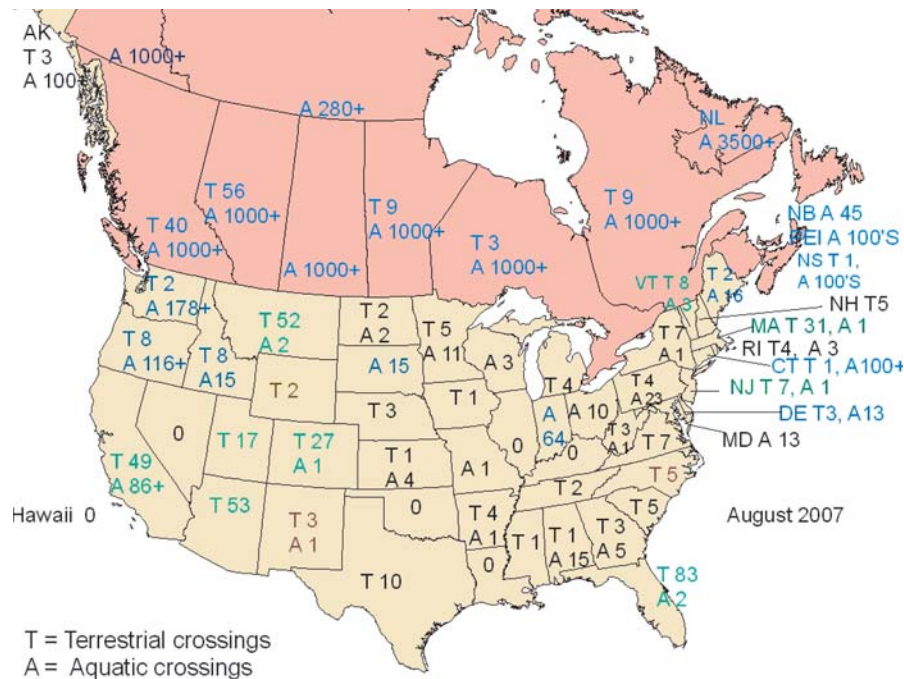 AK
T 3
A 100+
A 1000+
A 280+
NL
A 3500+
T 40
A 1000+
T 56
A 1000+
A 1000+
T 9
A 1000+
T 3
A 1000+
T 9
A 1000+
NB A 45
PEI A 100'S
NS T 1,
A 100'S
T 2
A 178+
T 8
A 116+
T 8
A15
T 52
A 2
T 2
A 2
T 5
A 11
A 3
T 4
VT T 8
A 3
T 2
A 16
NH T5
MA T 31, A 1
RI T4, A 3
CT T 1, A100+
NJ T 7, A 1
DE T3, A13
MD A 13
T 7
A 1
T 4
A 23
T 2
A 15
T 3
T 1
0
A
64
A 10
T 3
A 1
T 7
0
T 49
A 86+
0
T 17
T 27
A 1
T 1
A 4
A 1
T 2
T 5
T 5
T 53
T 3
A 1
0
T 4
A 1
T 1
T 1
A 15
T 3
A 5
0
T 10
T 83
A 2
Hawaii 0
August 2007
T = Terrestrial crossings
A = Aquatic crossings